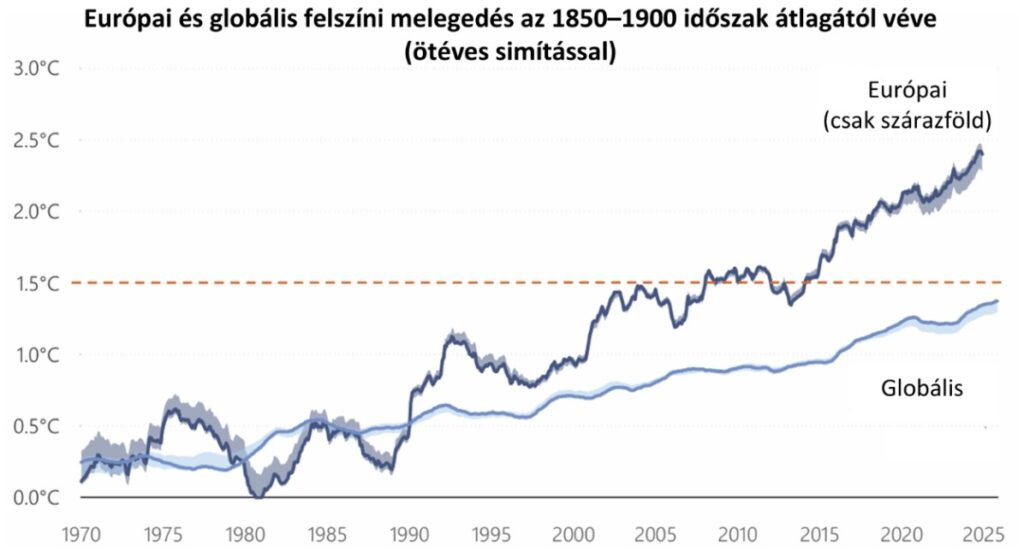 Európai és globális felszíni melegedés az 1850–1900 időszak átlagától véve
(ötéves simítással)
3.0°C
Európai
(csak szárazföld)
2.5°C
2.0°C
1.5°C
1.0°C
Globális
0.5°C
0.0°C
1970 1975 1980 1985 1990 1995 2000 2005 2010 2015 2020 2025